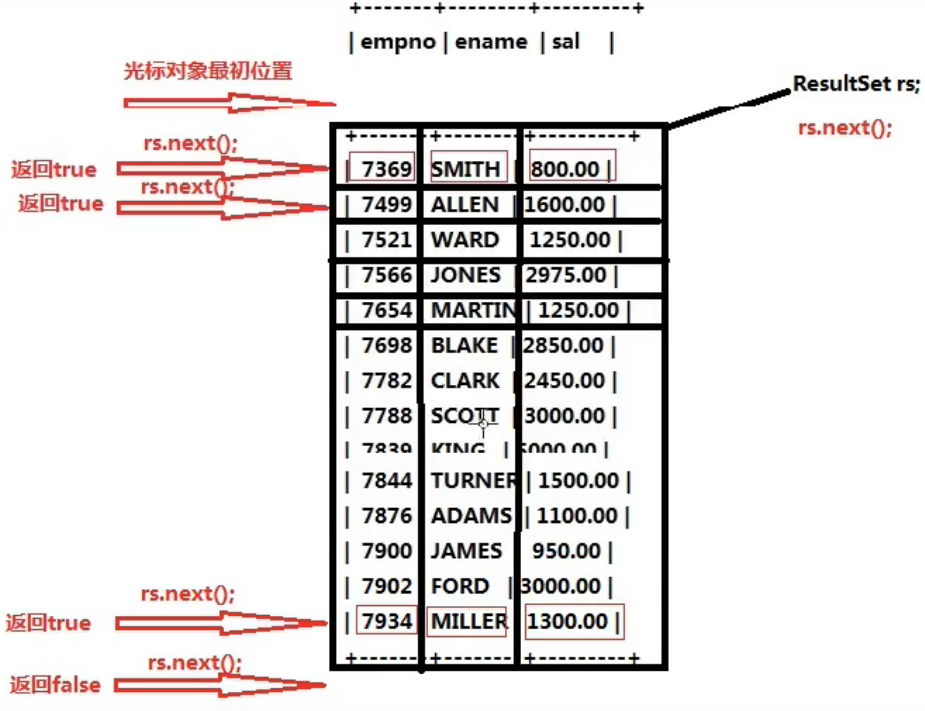 +-------+--------+---------+
| empno | ename | sal |
光标对象最初位置
ResultSet rs;
rs.next();
+-------+--------+---------+
rs.next();
返回true
| 7369 SMITH | 800.00 |
rs.next();
返回true
| 7499 ALLEN | 1600.00 |
| 7521 WARD 1250.00 |
| 7566 JONES | 2975.00 |
| 7654 MARTIN | 1250.00 |
| 7698 BLAKE | 2850.00 |
| 7782 CLARK | 2450.00 |
| 7788 SCOTT | 3000.00 |
| 7839 KING | 5000.00 |
| 7844 TURNER | 1500.00 |
| 7876 ADAMS | 1100.00 |
| 7900 JAMES 950.00 |
| 7902 FORD | 3000.00 |
rs.next();
返回true
| 7934 MILLER 1300.00 |
+-------+--------+---------+
rs.next();
返回false